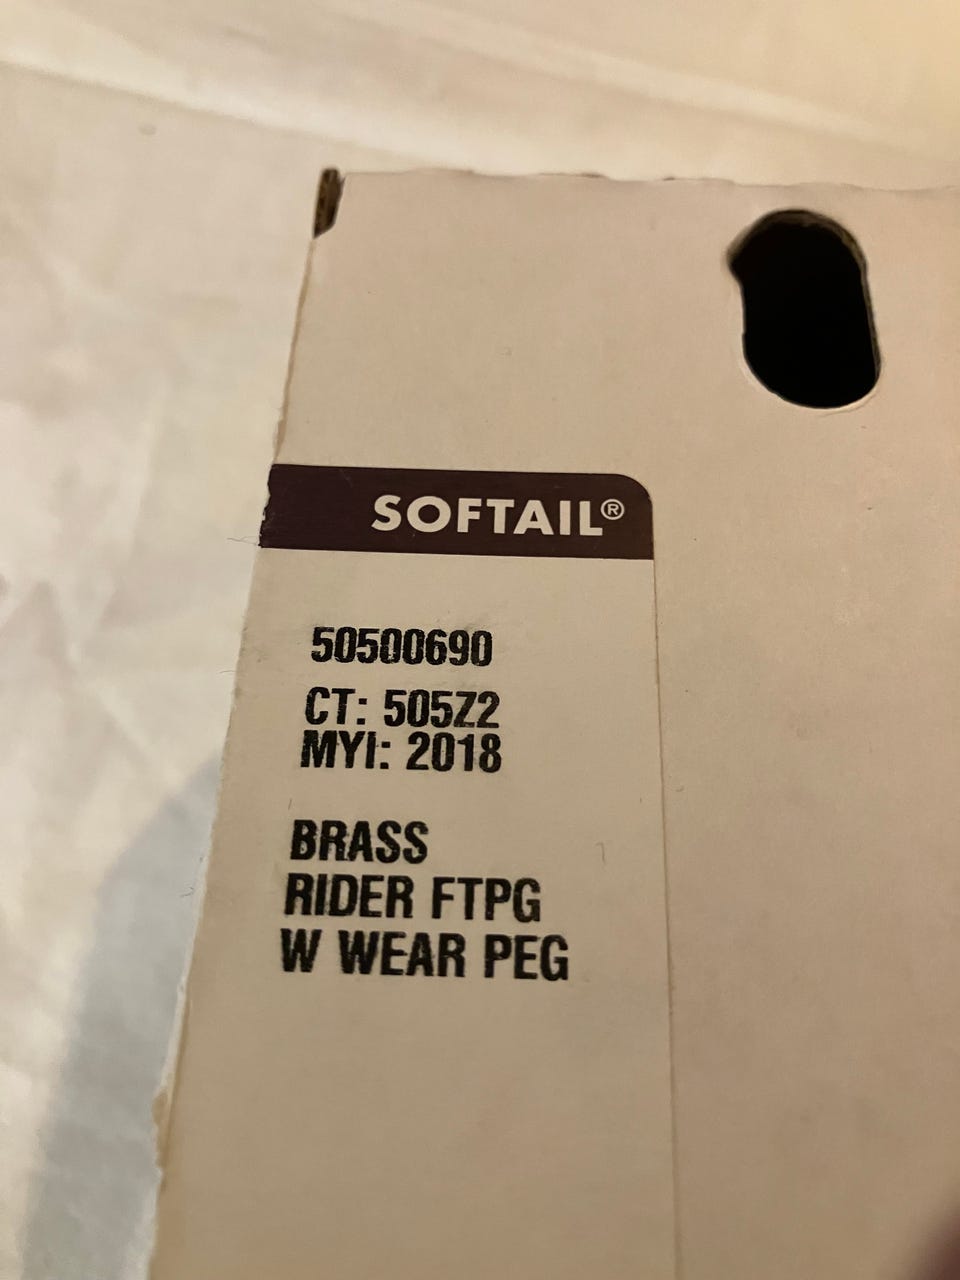 SOFTAIL®
50500690
CT: 505Z2
MYI: 2018
BRASS
RIDER FTPG
W WEAR PEG